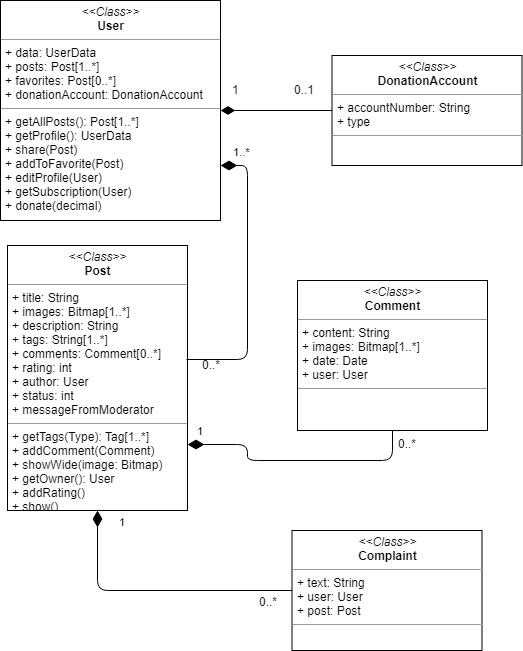 <<Class>>
User
+ data: UserData
+ posts: Post[1..*]
+ favorites: Post[0..*]
+ donationAccount: DonationAccount
+ getAllPosts(): Post[1..*]
+ getProfile(): UserData
+ share(Post)
+ addToFavorite(Post)
+ editProfile(User)
+ getSubscription(User)
+ donate(decimal)
1
0..1
<<Class>>
DonationAccount
+ accountNumber: String
+ type
1..*
0..*
<<Class>>
Post
+ title: String
+ images: Bitmap[1..*]
+ description: String
+ tags: String[1..*]
+ comments: Comment[0..*]
+ rating: int
+ author: User
+ status: int
+ messageFromModerator
+ getTags(Type): Tag[1..*]
+ addComment(Comment)
+ showWide(image: Bitmap)
+ getOwner(): User
+ addRating()
+ show()
<<Class>>
Comment
+ content: String
+ images: Bitmap[1..*]
+ date: Date
+ user: User
1
0..*
1
0..*
<<Class>>
Complaint
+ text: String
+ user: User
+ post: Post